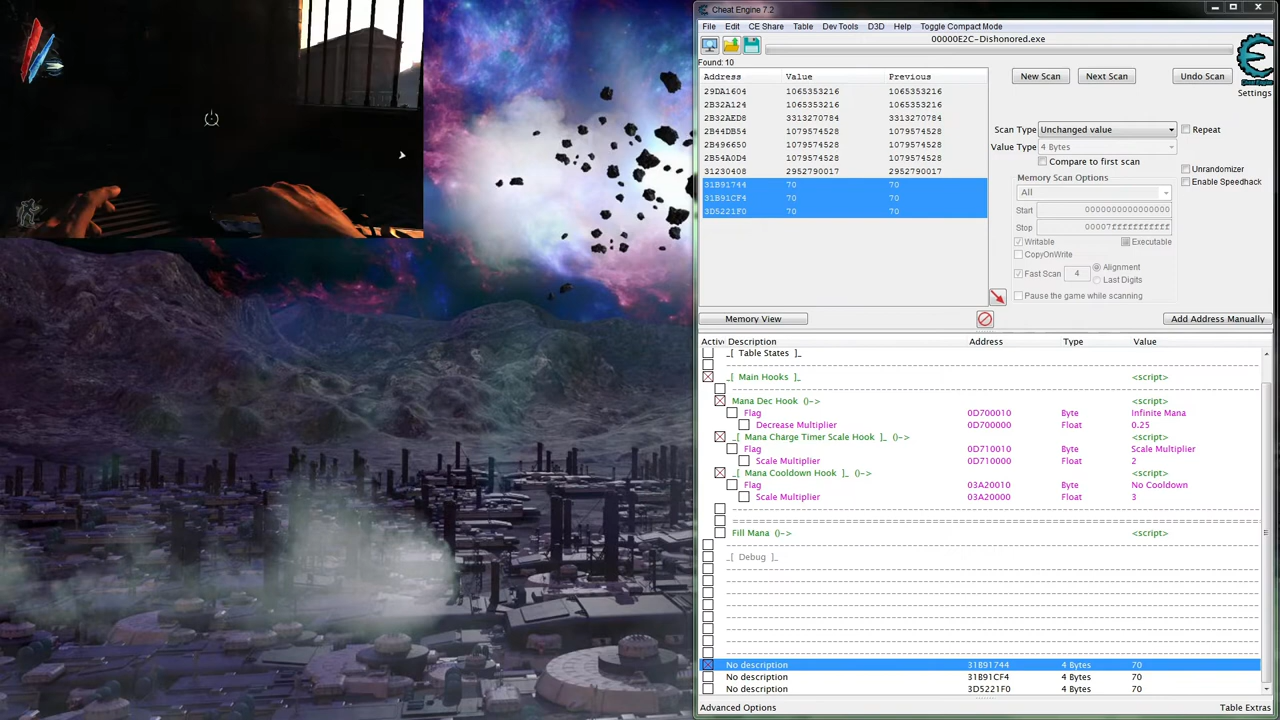 Cheat Engine 7.2
File Edit CE Share Table Dev Tools D3D Help Toggle Compact Mode
00000E2C-Dishonored.exe
Found: 10
Address Value Previous
29DA1604 1065353216 1065353216
2B32A124 1065353216 1065353216
2B32AED8 3313270784 3313270784
2B44DB54 1079574528 1079574528
2B496650 1079574528 1079574528
2B54A0D4 1079574528 1079574528
31230408 2952790017 2952790017
31B91744 70 70
31B91CF4 70 70
3D5221F0 70 70
New Scan Next Scan Undo Scan
Settings
Scan Type Unchanged value Repeat
Value Type 4 Bytes
Compare to first scan
Memory Scan Options
All
Unrandomizer
Enable Speedhack
Start 0000000000000000
Stop 00007fffffffffff
Writable Executable
CopyOnWrite
Fast Scan 4 Alignment
Last Digits
Pause the game while scanning
Memory View Add Address Manually
Active Description Address Type Value
_[ Table States ]_
_[ Main Hooks ]_ <script>
Mana Dec Hook ()-> <script>
Flag 0D700010 Byte Infinite Mana
Decrease Multiplier 0D700000 Float 0.25
_[ Mana Charge Timer Scale Hook ]_ ()-> <script>
Flag 0D710010 Byte Scale Multiplier
Scale Multiplier 0D710000 Float 2
_[ Mana Cooldown Hook ]_ ()-> <script>
Flag 03A20010 Byte No Cooldown
Scale Multiplier 03A20000 Float 3
Fill Mana ()-> <script>
_[ Debug ]_
No description 31B91744 4 Bytes 70
No description 31B91CF4 4 Bytes 70
No description 3D5221F0 4 Bytes 70
Advanced Options Table Extras